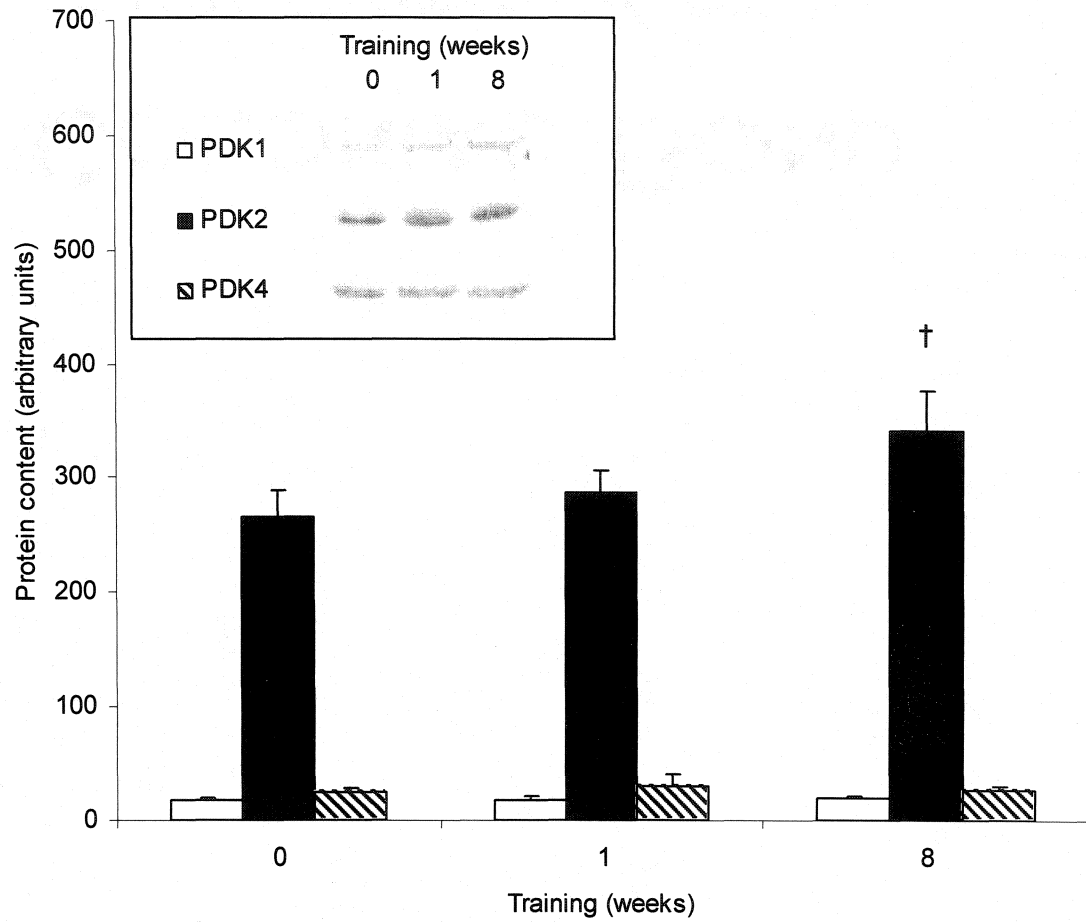 700
600
500
400
300
200
100
0
Protein content (arbitrary units)
Training (weeks)
0 1 8
PDK1
PDK2
PDK4
†
0 1 8
Training (weeks)